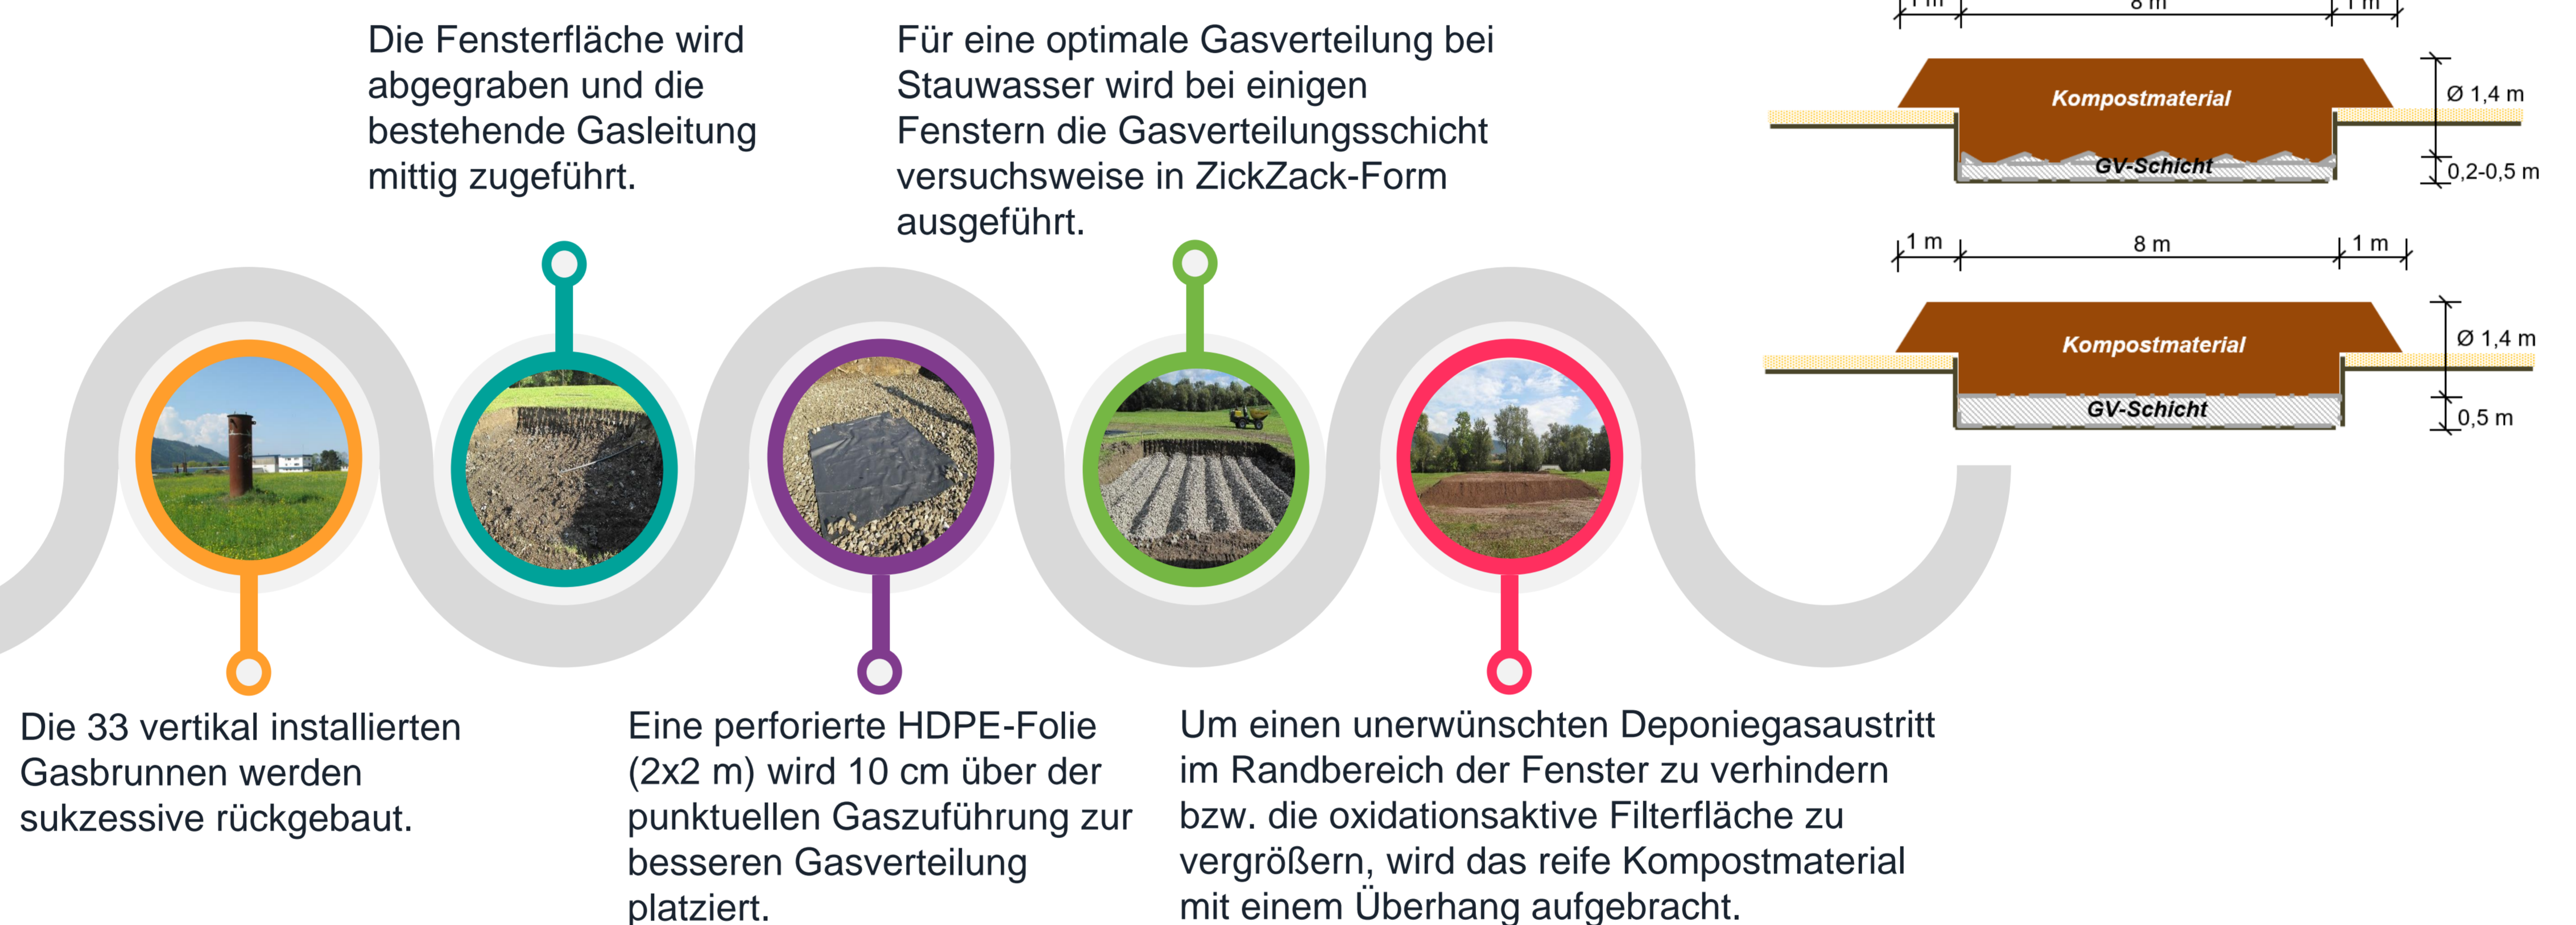 Die Fensterfläche wird
abgegraben und die
bestehende Gasleitung
mittig zugeführt.
Für eine optimale Gasverteilung bei
Stauwasser wird bei einigen
Fenstern die Gasverteilungsschicht
versuchsweise in ZickZack-Form
ausgeführt.
1 m 8 m 1 m
Kompostmaterial
Ø 1,4 m
GV-Schicht
0,2-0,5 m
1 m 8 m 1 m
Kompostmaterial
Ø 1,4 m
GV-Schicht
0,5 m
Die 33 vertikal installierten
Gasbrunnen werden
sukzessive rückgebaut.
Eine perforierte HDPE-Folie
(2x2 m) wird 10 cm über der
punktuellen Gaszuführung zur
besseren Gasverteilung
platziert.
Um einen unerwünschten Deponiegasaustritt
im Randbereich der Fenster zu verhindern
bzw. die oxidationsaktive Filterfläche zu
vergrößern, wird das reife Kompostmaterial
mit einem Überhang aufgebracht.